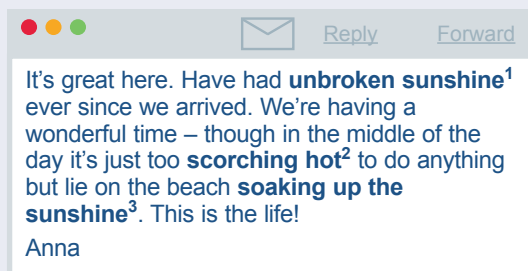 Reply Forward
It's great here. Have had unbroken sunshine¹
ever since we arrived. We're having a
wonderful time – though in the middle of the
day it's just too scorching hot² to do anything
but lie on the beach soaking up the
sunshine³. This is the life!
Anna